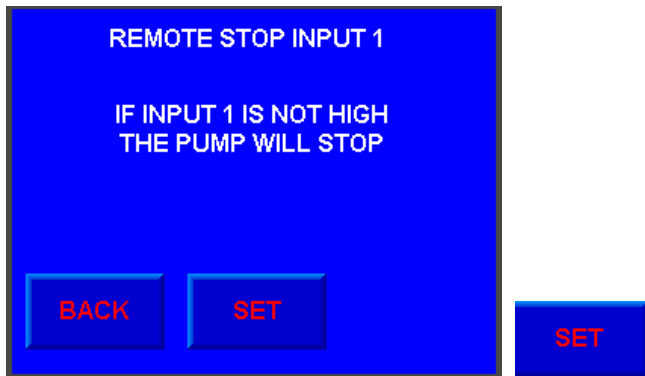 REMOTE STOP INPUT 1
IF INPUT 1 IS NOT HIGH
THE PUMP WILL STOP
BACK
SET
SET